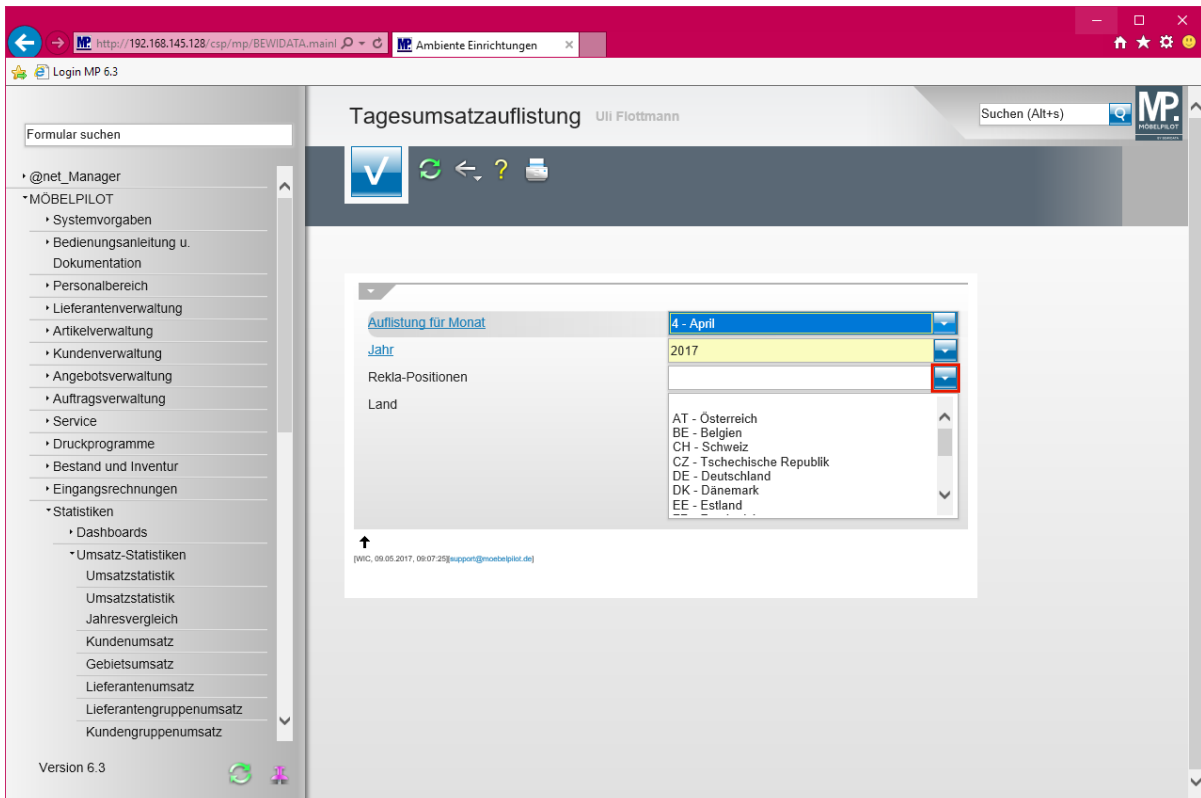 http://192.168.145.128/csp/mp/BEWIDATA.mainl
MP. Ambiente Einrichtungen
Login MP 6.3
Formular suchen
@net_Manager
MÖBELPILOT
Systemvorgaben
Bedienungsanleitung u.
Dokumentation
Personalbereich
Lieferantenverwaltung
Artikelverwaltung
Kundenverwaltung
Angebotsverwaltung
Auftragsverwaltung
Service
Druckprogramme
Bestand und Inventur
Eingangsrechnungen
Statistiken
Dashboards
Umsatz-Statistiken
Umsatzstatistik
Umsatzstatistik
Jahresvergleich
Kundenumsatz
Gebietsumsatz
Lieferantenumsatz
Lieferantengruppenumsatz
Kundengruppenumsatz
Version 6.3
Tagesumsatzauflistung Uli Flottmann
Suchen (Alt+s)
MP.
MÖBELPILOT
Auflistung für Monat 4 - April
Jahr 2017
Rekla-Positionen
Land
AT - Österreich
BE - Belgien
CH - Schweiz
CZ - Tschechische Republik
DE - Deutschland
DK - Dänemark
EE - Estland
[WIC, 09.05.2017, 09:07:25][support@moebelpilot.de]